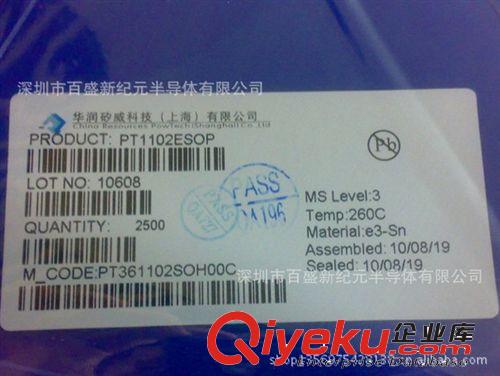 深圳市百盛新纪元半导体有限公司
华润矽威科技（上海）有限公司
China Resources PowTech(Shanghai)Co.Ltd
PRODUCT: PT1102ESOP
Pb
LOT NO: 10608
PASS
QA196
PASS
MS Level:3
Temp:260C
QUANTITY: 2500
Material:e3-Sn
Assembled: 10/08/19
Sealed: 10/08/19
M_CODE:PT361102SOH00C
深圳市百盛新纪元半导体有限公司
Qiyeku.com 企业库